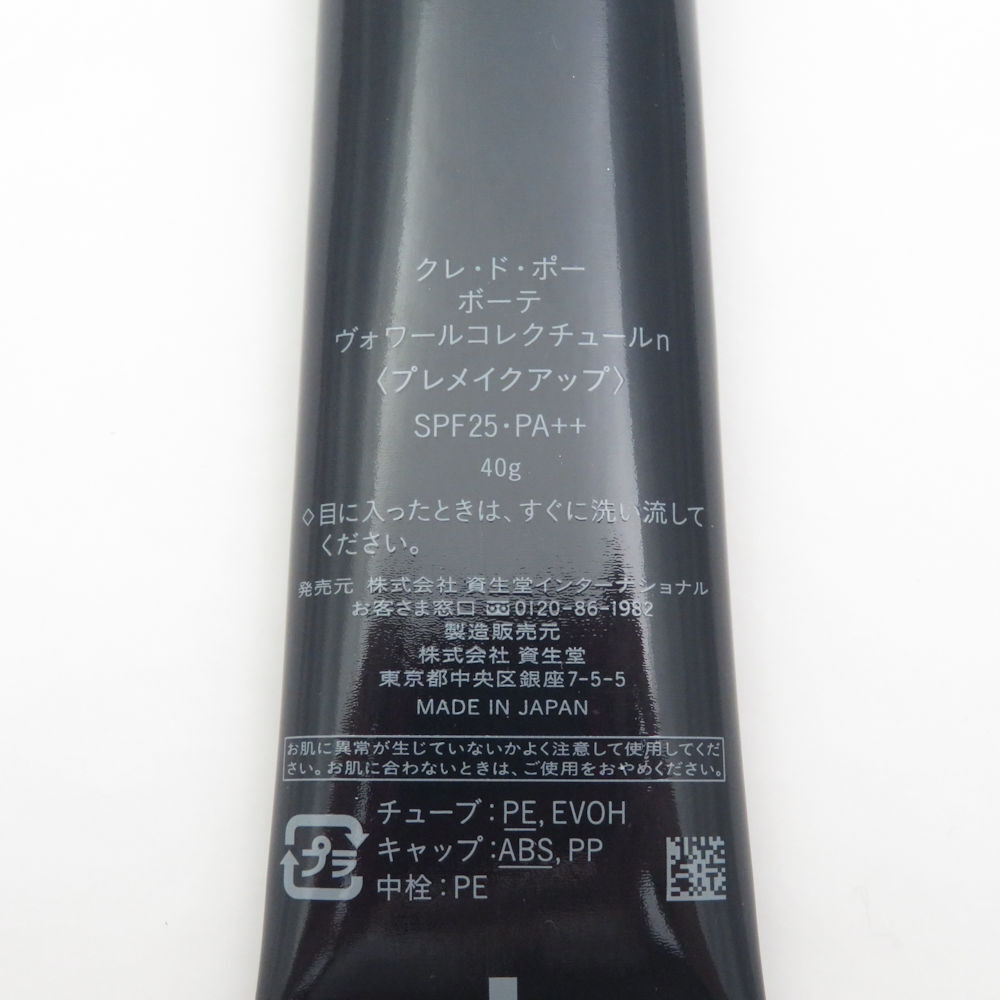 クレ・ド・ポー
ボーテ
ヴォワールコレクチュールn
〈プレメイクアップ〉
SPF25・PA++
40g
◇目に入ったときは、すぐに洗い流して
ください。
発売元 株式会社 資生堂インターナショナル
お客さま窓口 0120-86-1982
製造販売元
株式会社 資生堂
東京都中央区銀座7-5-5
MADE IN JAPAN
お肌に異常が生じていないかよく注意して使用してくだ
さい。お肌に合わないときは、ご使用をおやめください。
チューブ:PE, EVOH
プラ キャップ:ABS, PP
中栓:PE